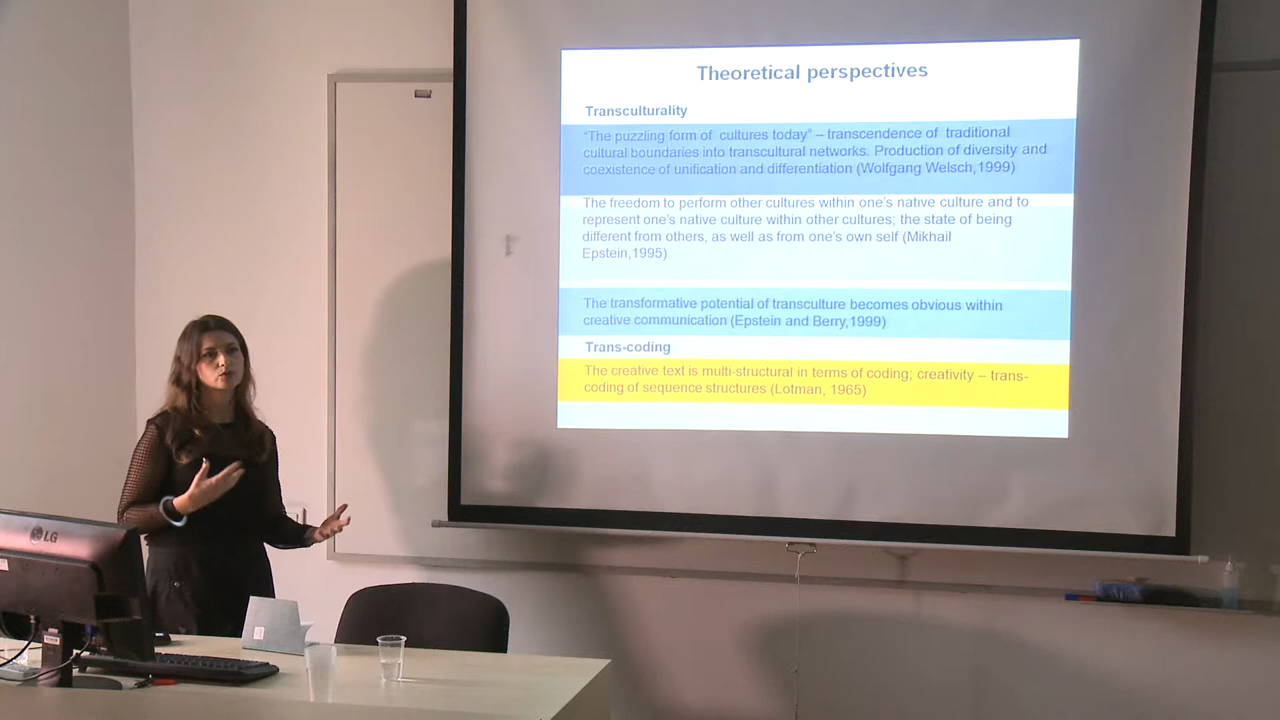 Theoretical perspectives
Transculturality
“The puzzling form of cultures today” – transcendence of traditional
cultural boundaries into transcultural networks. Production of diversity and
coexistence of unification and differentiation (Wolfgang Welsch,1999)
The freedom to perform other cultures within one’s native culture and to
represent one’s native culture within other cultures; the state of being
different from others, as well as from one’s own self (Mikhail
Epstein,1995)
The transformative potential of transculture becomes obvious within
creative communication (Epstein and Berry,1999)
Trans-coding
The creative text is multi-structural in terms of coding; creativity – trans-
coding of sequence structures (Lotman, 1965)
LG